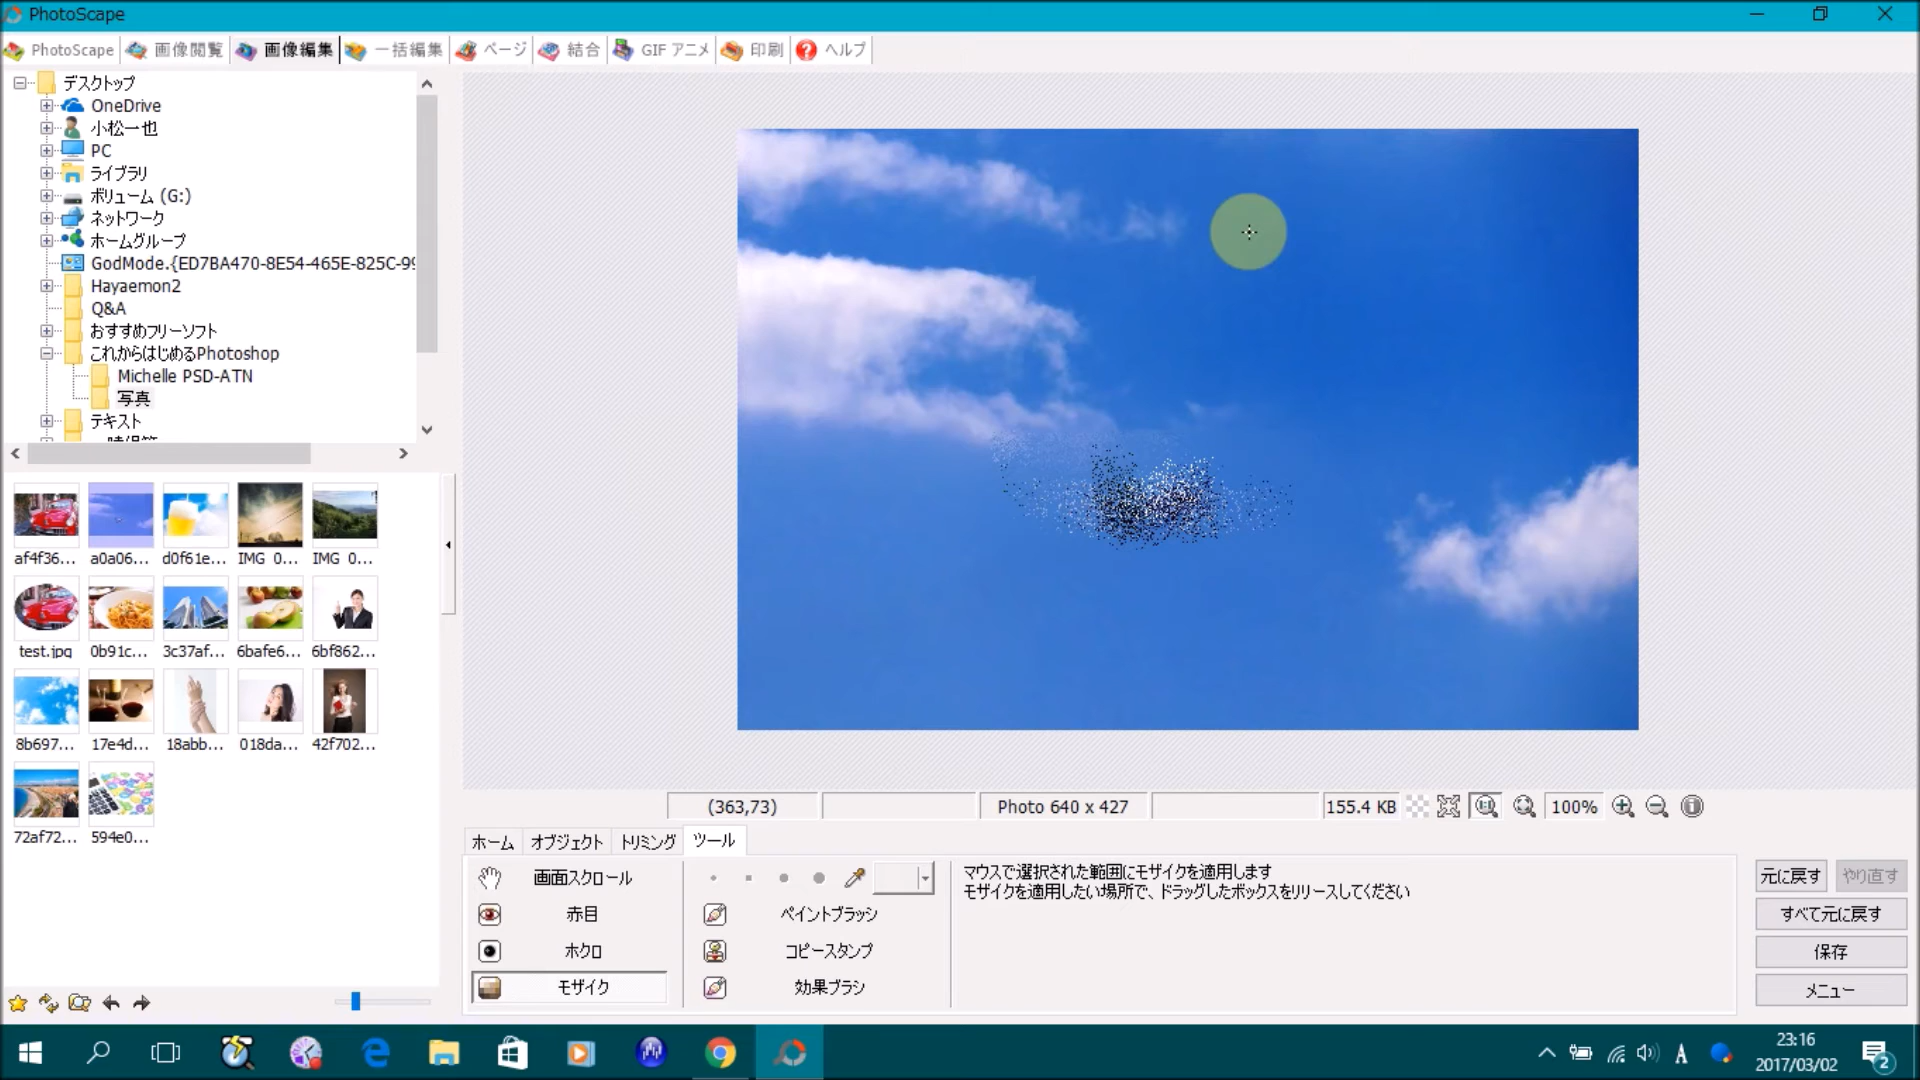 PhotoScape
PhotoScape 画像閲覧 画像編集 一括編集 ページ 結合 GIF アニメ 印刷 ヘルプ
デスクトップ
OneDrive
小松一也
PC
ライブラリ
ボリューム (G:)
ネットワーク
ホームグループ
GodMode.{ED7BA470-8E54-465E-825C-99
Hayaemon2
Q&A
おすすめフリーソフト
これからはじめるPhotoshop
Michelle PSD-ATN
写真
テキスト
af4f36... a0a06... d0f61e... IMG_0... IMG_0...
test.jpg 0b91c... 3c37af... 6bafe6... 6bf862...
8b697... 17e4d... 18abb... 018da... 42f702...
72af72... 594e0...
(363,73) Photo 640 x 427 155.4 KB 100%
ホーム オブジェクト トリミング ツール
画面スクロール
赤目
ホクロ
モザイク
ペイントブラッシ
コピースタンプ
効果ブラシ
マウスで選択された範囲にモザイクを適用します
モザイクを適用したい場所で、ドラッグしたボックスをリリースしてください
元に戻す やり直す
すべて元に戻す
保存
メニュー
A
23:16
2017/03/02
2